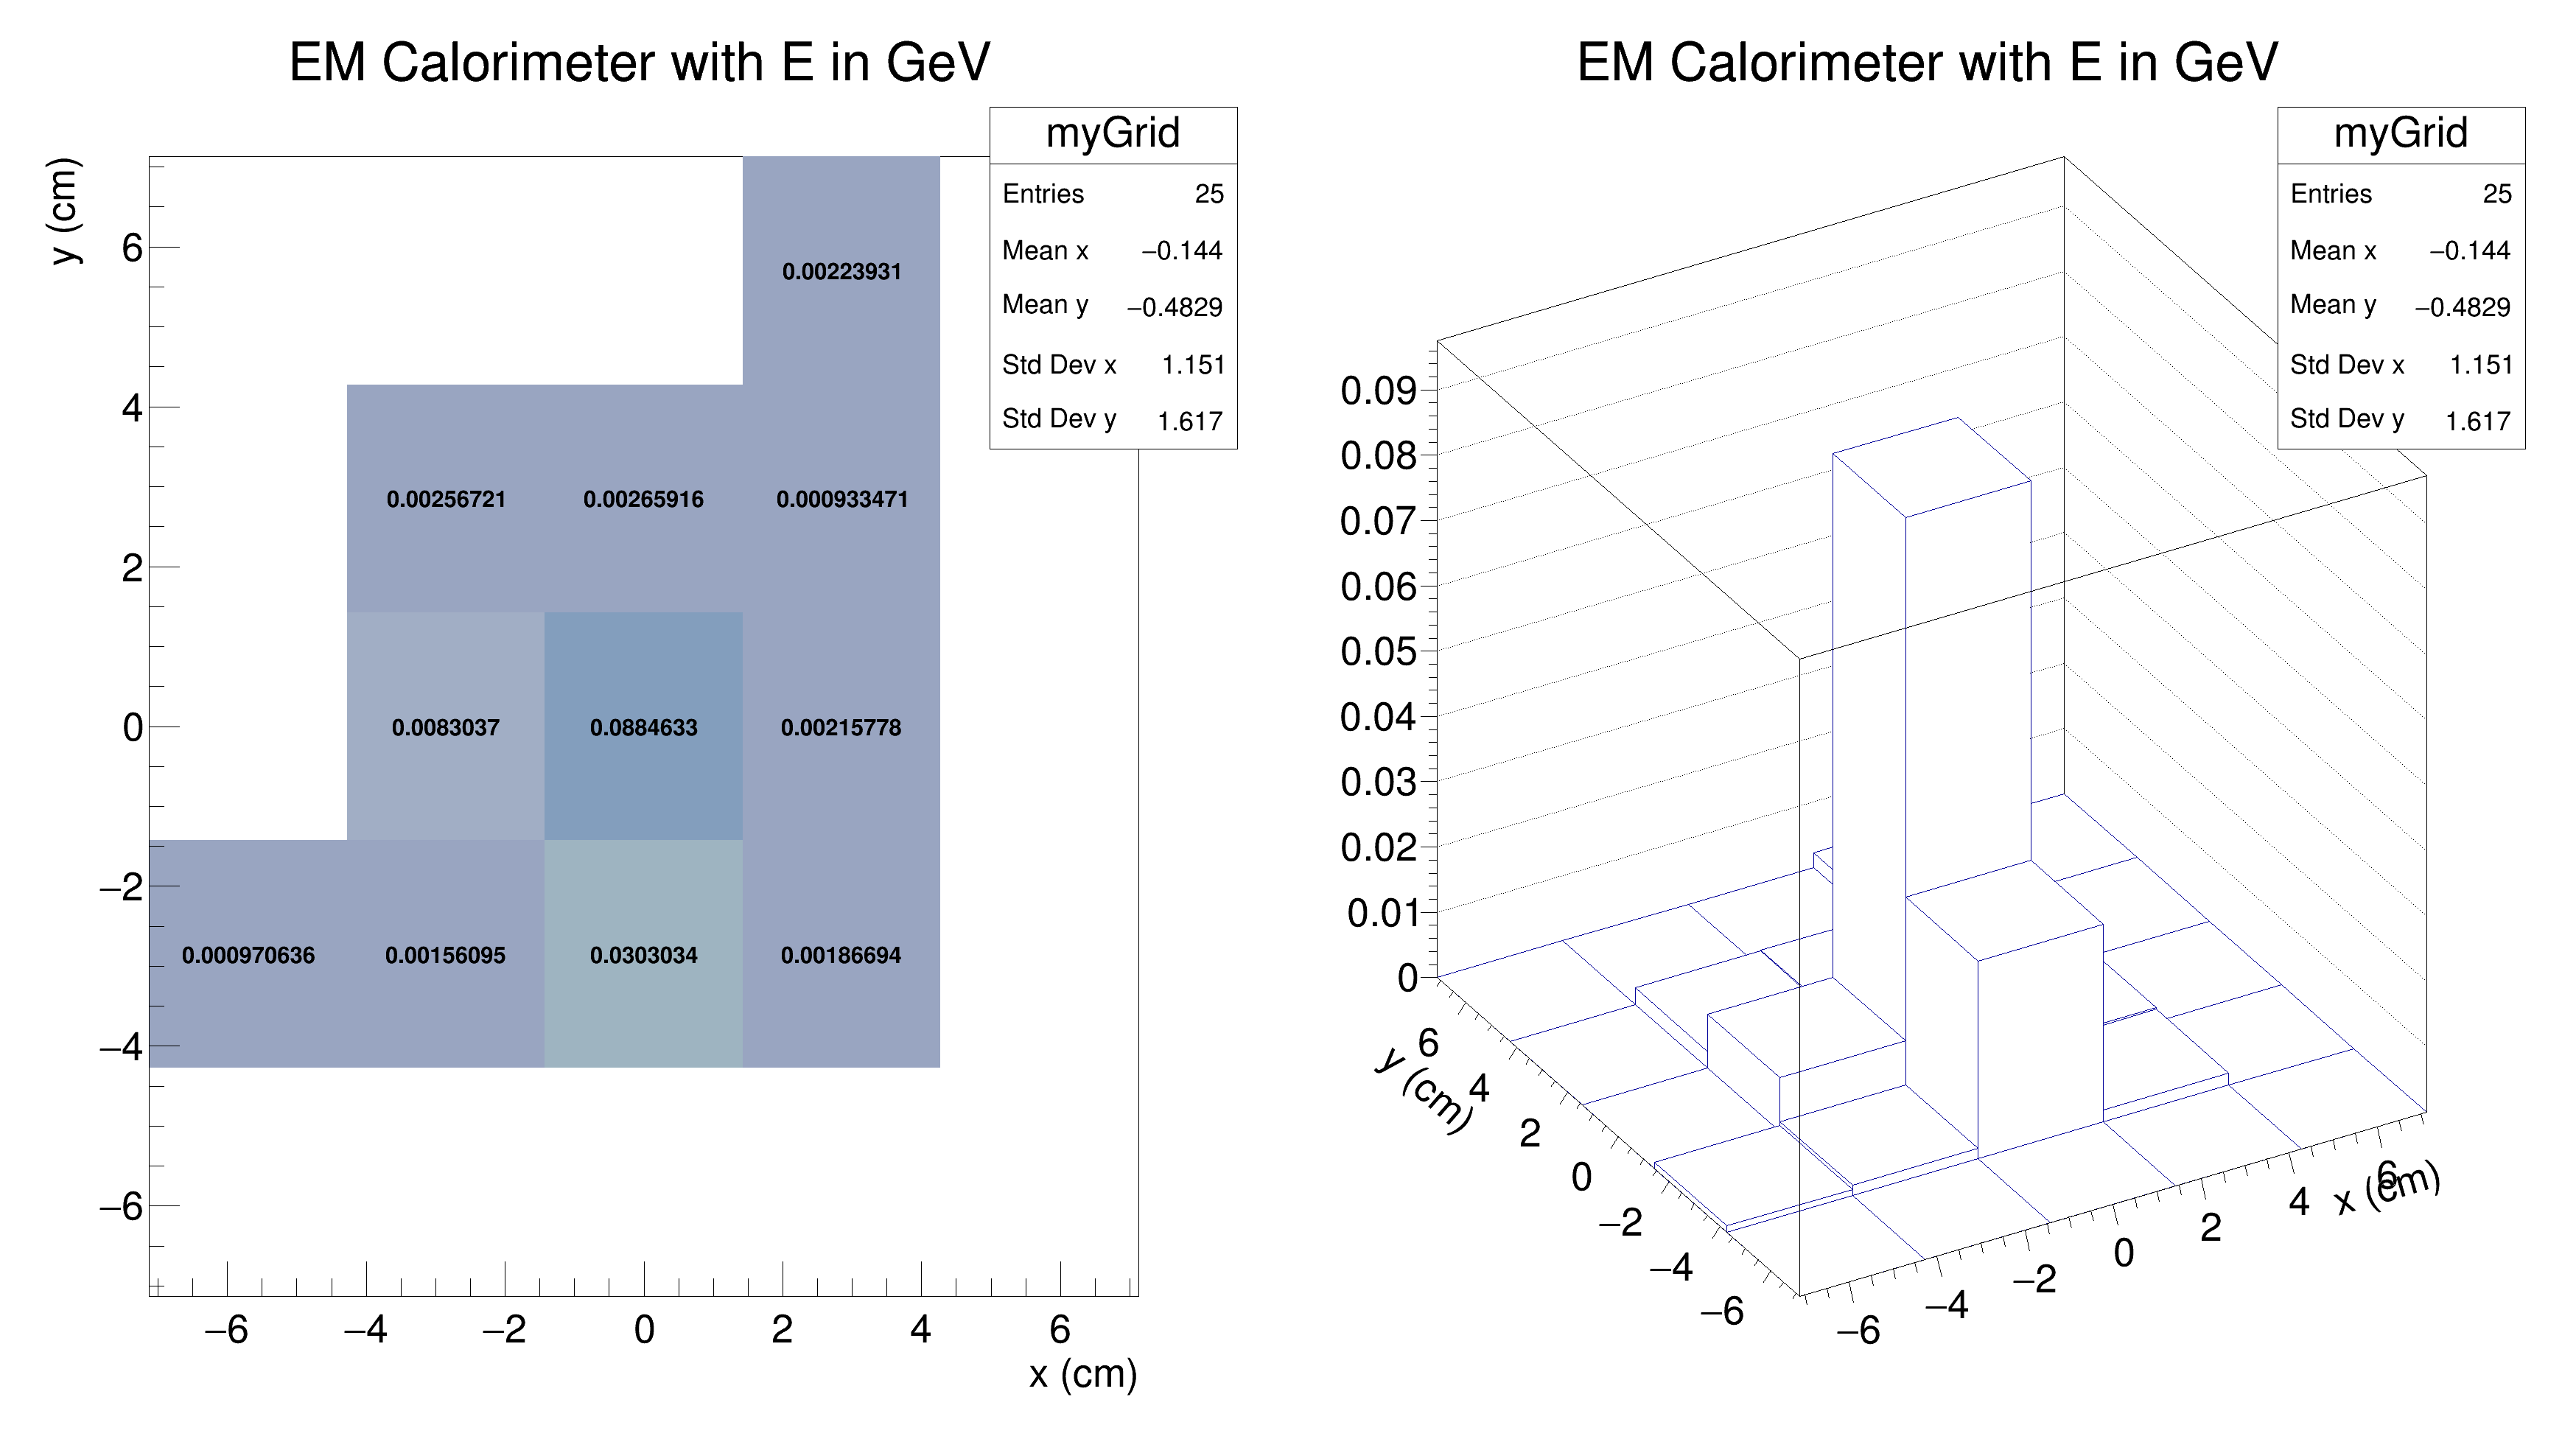 EM Calorimeter with E in GeV
myGrid
Entries 25
Mean x −0.144
Mean y −0.4829
Std Dev x 1.151
Std Dev y 1.617
y (cm)
6
4
2
0
−2
−4
−6
0.00223931
0.00256721 0.00265916 0.000933471
0.0083037 0.0884633 0.00215778
0.000970636 0.00156095 0.0303034 0.00186694
−6 −4 −2 0 2 4 6
x (cm)
EM Calorimeter with E in GeV
myGrid
Entries 25
Mean x −0.144
Mean y −0.4829
Std Dev x 1.151
Std Dev y 1.617
0.09
0.08
0.07
0.06
0.05
0.04
0.03
0.02
0.01
0
y (cm)
6
4
2
0
−2
−4
−6
−6 −4 −2 0 2 4 6
x (cm)